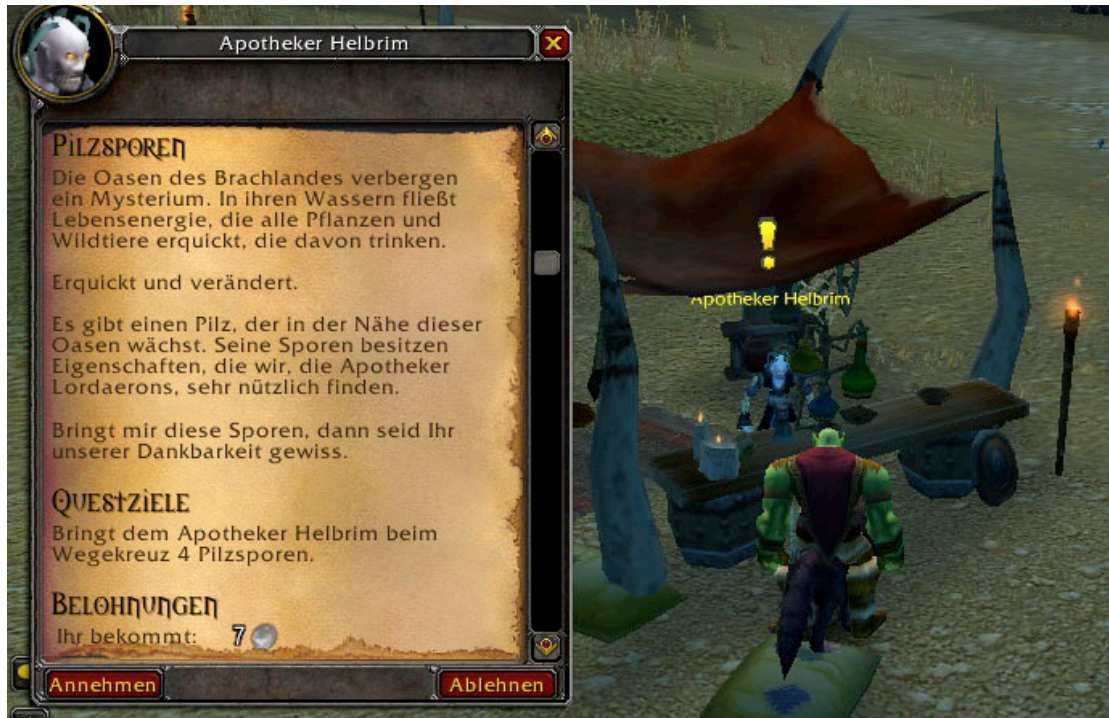 Apotheker Helbrim
Pilzsporen
Die Oasen des Brachlandes verbergen
ein Mysterium. In ihren Wassern fließt
Lebensenergie, die alle Pflanzen und
Wildtiere erquickt, die davon trinken.
Erquickt und verändert.
Es gibt einen Pilz, der in der Nähe dieser
Oasen wächst. Seine Sporen besitzen
Eigenschaften, die wir, die Apotheker
Lordaerons, sehr nützlich finden.
Bringt mir diese Sporen, dann seid Ihr
unserer Dankbarkeit gewiss.
Questziele
Bringt dem Apotheker Helbrim beim
Wegekreuz 4 Pilzsporen.
Belohnungen
Ihr bekommt: 7
Annehmen
Ablehnen
!
Apotheker Helbrim